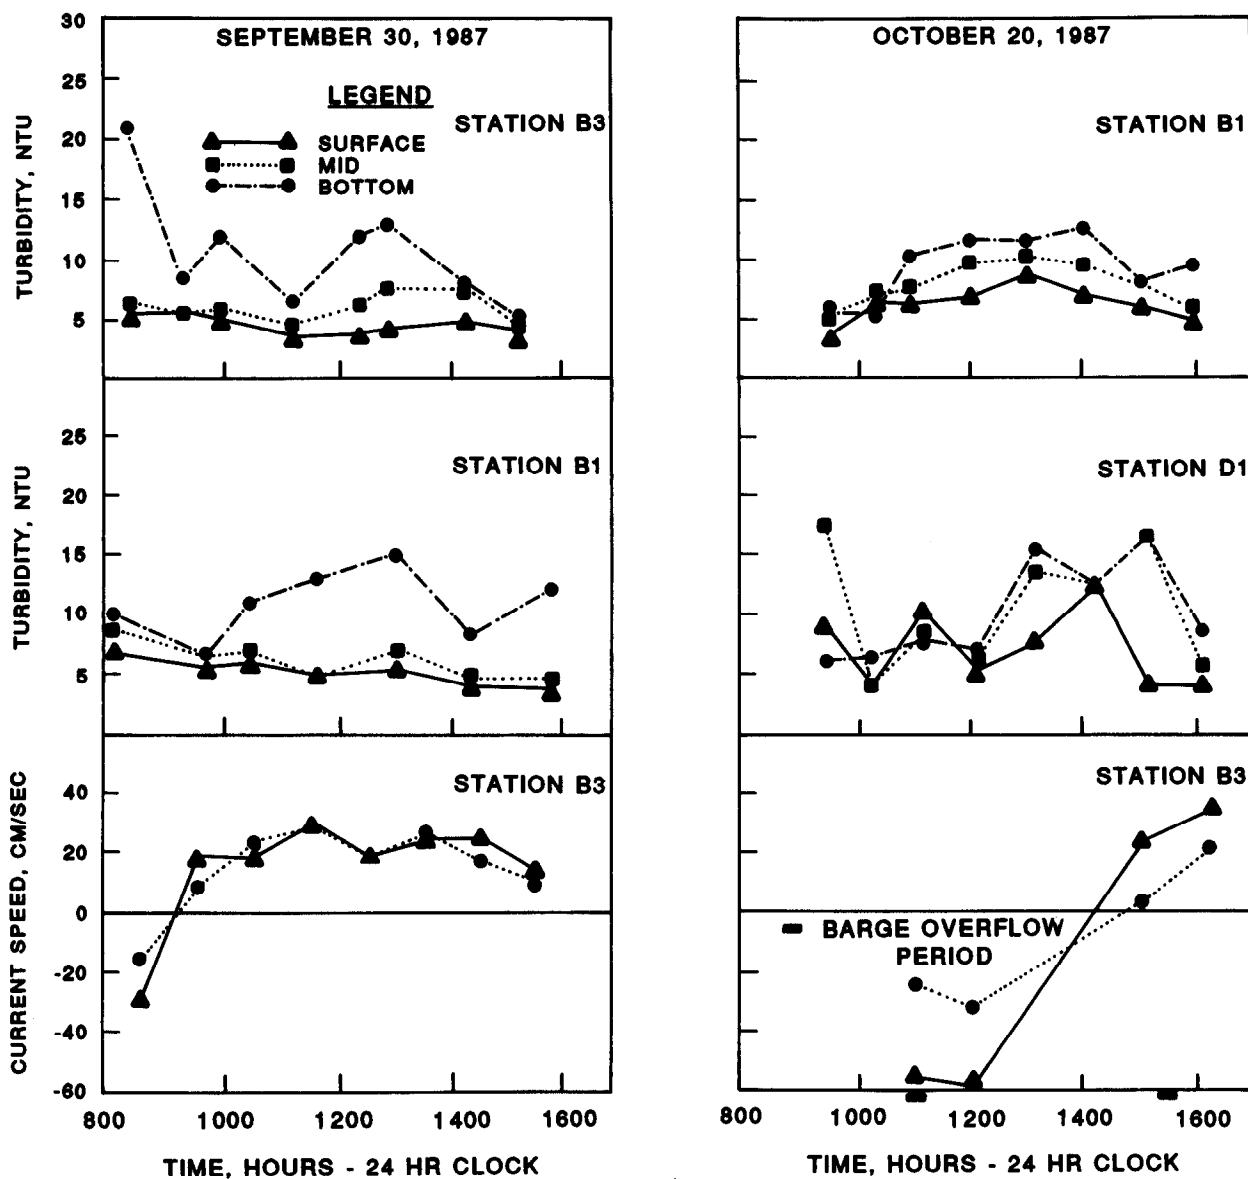 SEPTEMBER 30, 1987
30
25
20
15
10
5
TURBIDITY, NTU
LEGEND
SURFACE
MID
BOTTOM
STATION B3
25
20
15
10
5
TURBIDITY, NTU
STATION B1
40
20
0
-20
-40
-60
CURRENT SPEED, CM/SEC
STATION B3
800 1000 1200 1400 1600
TIME, HOURS - 24 HR CLOCK
OCTOBER 20, 1987
STATION B1
STATION D1
STATION B3
BARGE OVERFLOW
PERIOD
800 1000 1200 1400 1600
TIME, HOURS - 24 HR CLOCK